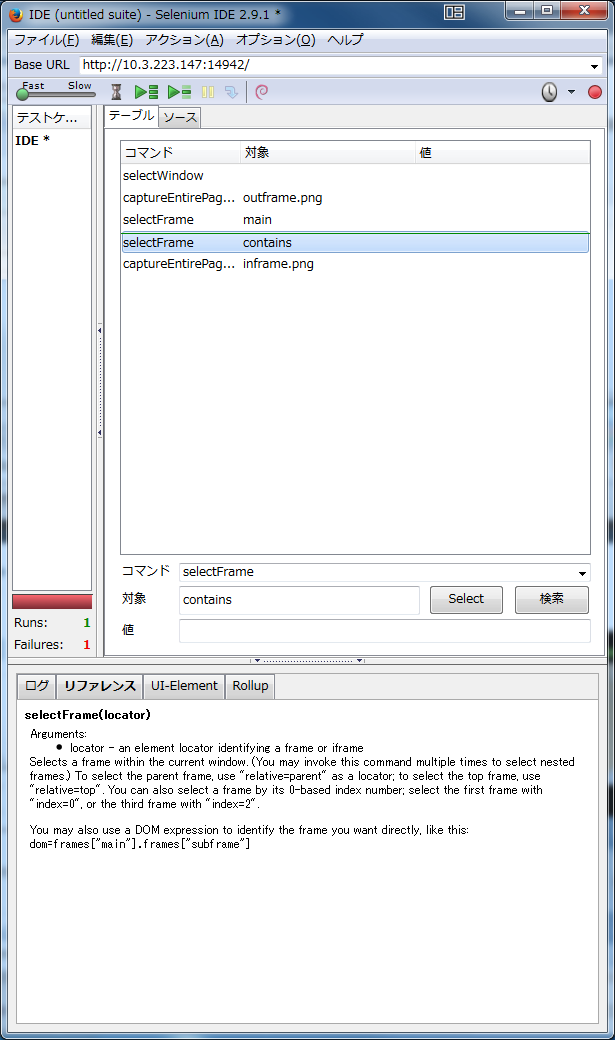 IDE (untitled suite) - Selenium IDE 2.9.1 *
ファイル(F) 編集(E) アクション(A) オプション(O) ヘルプ
Base URL http://10.3.223.147:14942/
Fast Slow
テストケ... テーブル ソース
IDE *
コマンド 対象 値
selectWindow
captureEntirePag... outframe.png
selectFrame main
selectFrame contains
captureEntirePag... inframe.png
コマンド selectFrame
対象 contains Select 検索
値
Runs: 1
Failures: 1
ログ リファレンス UI-Element Rollup
selectFrame(locator)
Arguments:
• locator - an element locator identifying a frame or iframe
Selects a frame within the current window. (You may invoke this command multiple times to select nested
frames.) To select the parent frame, use "relative=parent" as a locator; to select the top frame, use
"relative=top". You can also select a frame by its 0-based index number; select the first frame with
"index=0", or the third frame with "index=2".
You may also use a DOM expression to identify the frame you want directly, like this:
dom=frames["main"].frames["subframe"]